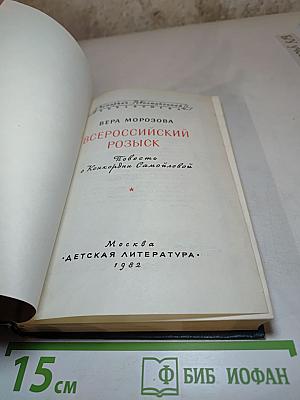 ВЕРА МОРОЗОВА
ВСЕРОССИЙСКИЙ
РОЗЫСК
Повесть
о Конкордии Самойловой
*
Москва
«ДЕТСКАЯ ЛИТЕРАТУРА»
1982
15 см
Ф
БИБ ИОФАН